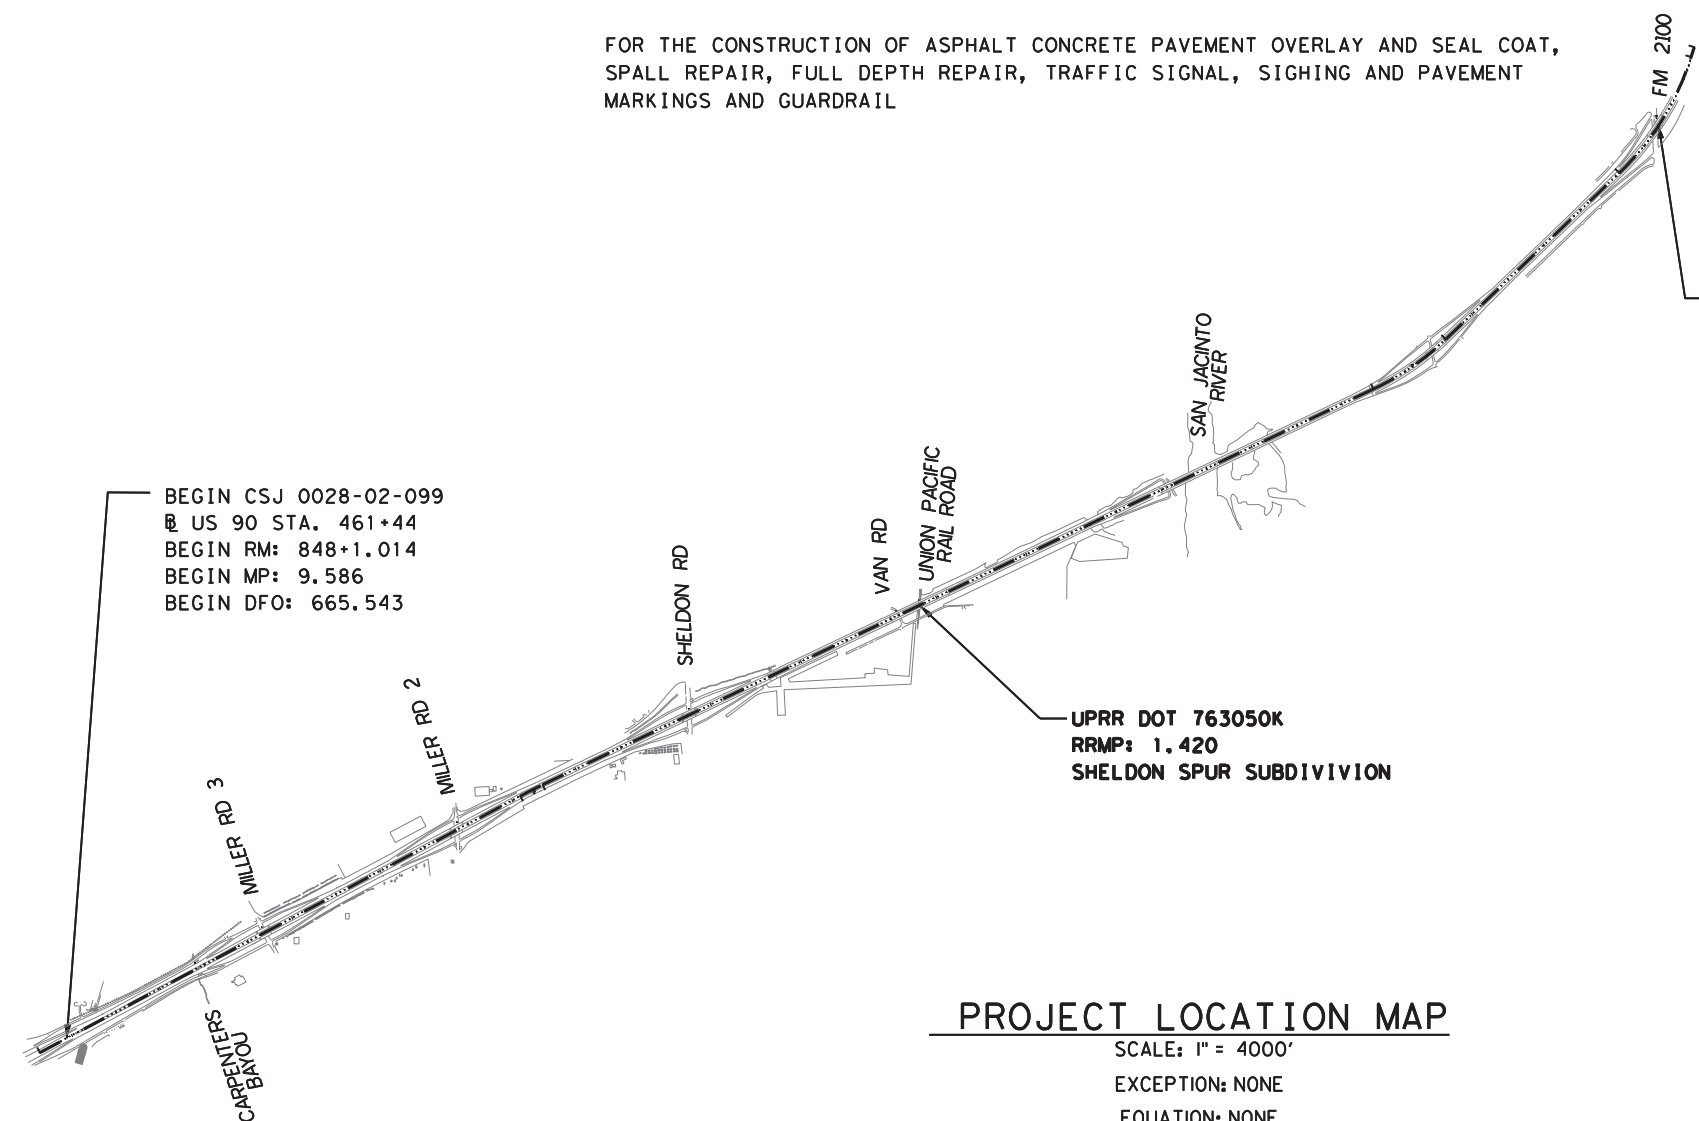 FOR THE CONSTRUCTION OF ASPHALT CONCRETE PAVEMENT OVERLAY AND SEAL COAT,
SPALL REPAIR, FULL DEPTH REPAIR, TRAFFIC SIGNAL, SIGHING AND PAVEMENT
MARKINGS AND GUARDRAIL
FM 2100
SAN JACINTO
RIVER
UNION PACIFIC
RAIL ROAD
VAN RD
SHELDON RD
BEGIN CSJ 0028-02-099
BL US 90 STA. 461+44
BEGIN RM: 848+1.014
BEGIN MP: 9.586
BEGIN DFO: 665.543
MILLER RD 2
UPRR DOT 763050K
RRMP: 1.420
SHELDON SPUR SUBDIVIVION
MILLER RD 3
CARPENTERS
BAYOU
PROJECT LOCATION MAP
SCALE: 1" = 4000'
EXCEPTION: NONE
EQUATION: NONE